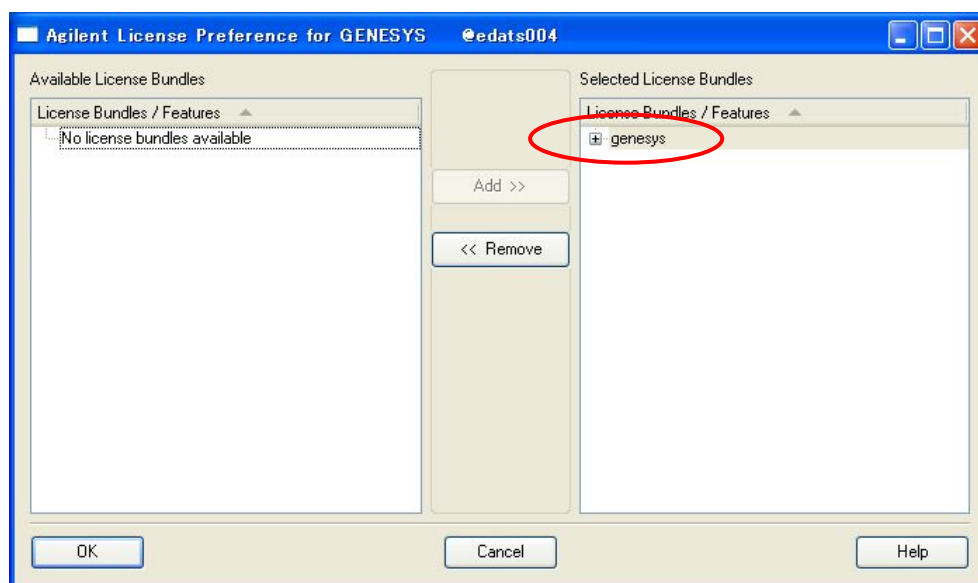 Agilent License Preference for GENESYS @edats004
Available License Bundles
License Bundles / Features
No license bundles available
Add >>
<< Remove
Selected License Bundles
License Bundles / Features
genesys
OK
Cancel
Help